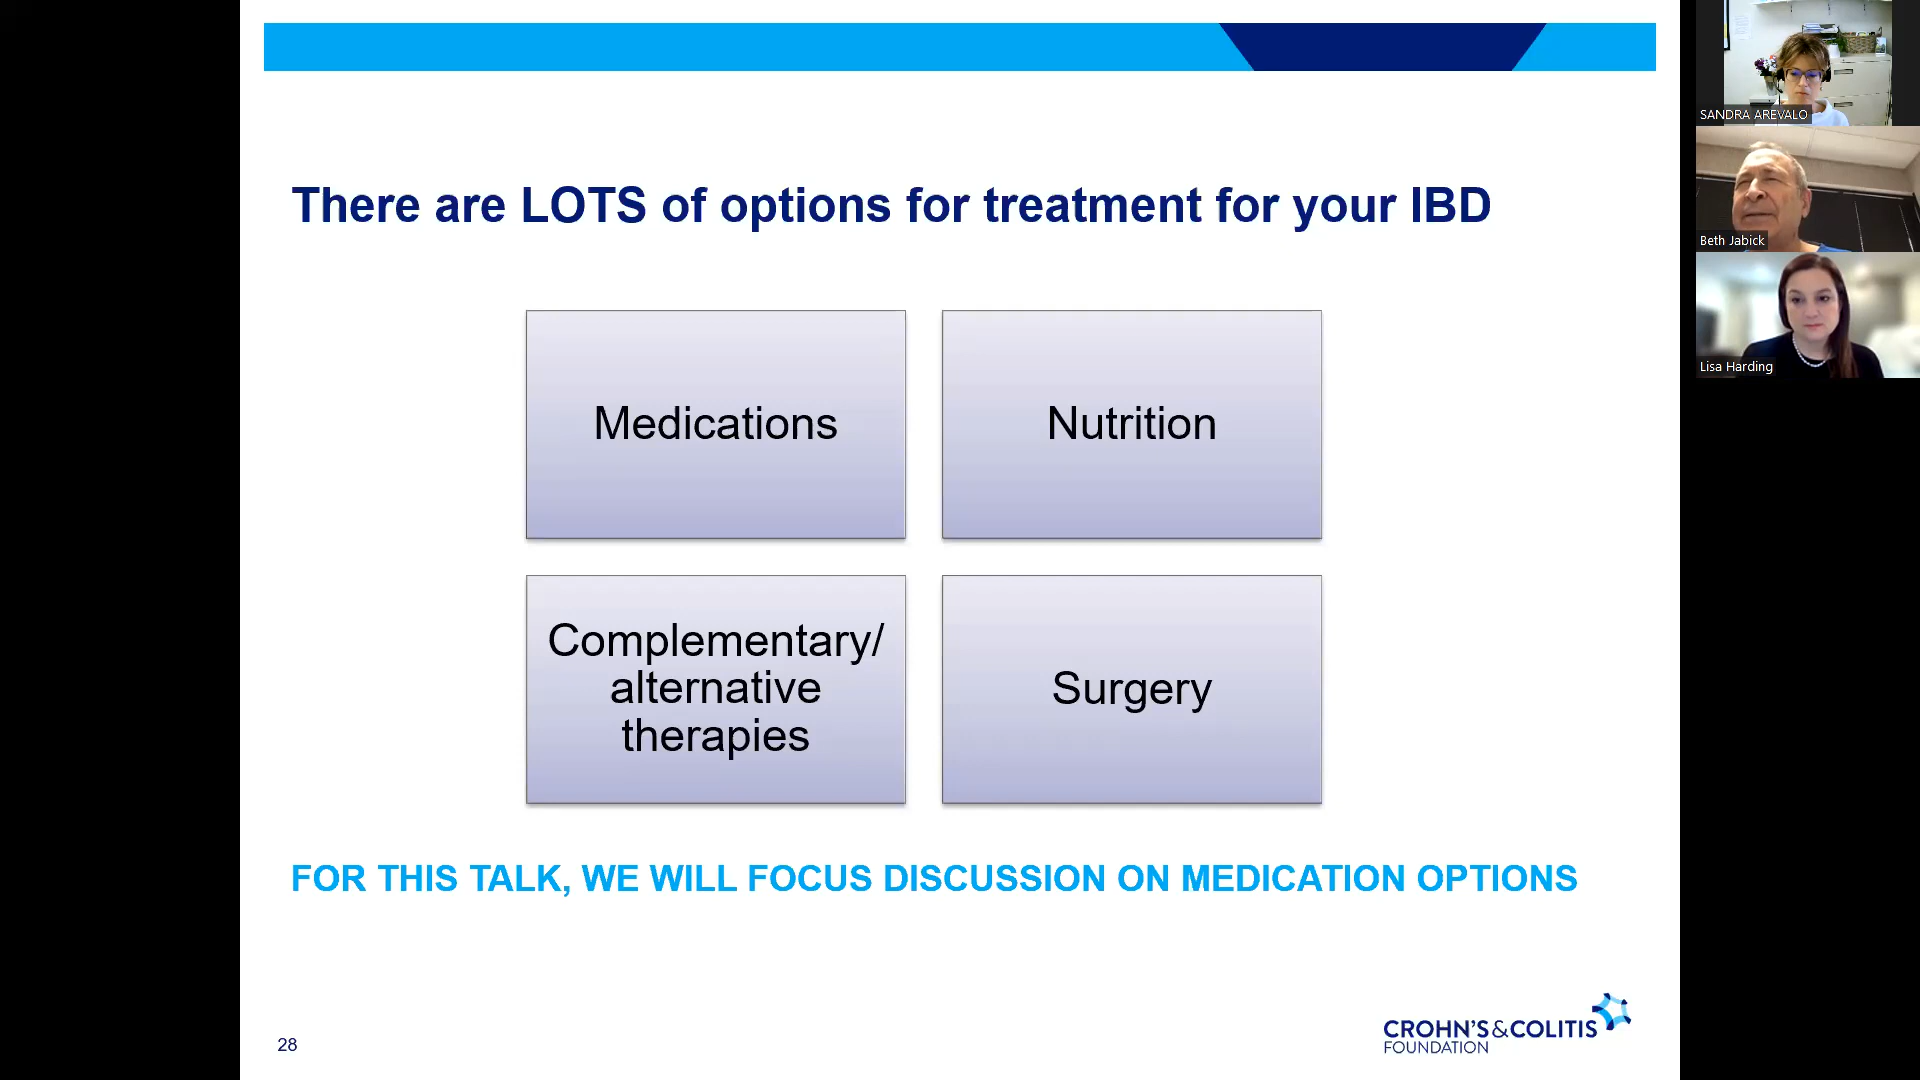 There are LOTS of options for treatment for your IBD
Medications
Nutrition
Complementary/
alternative
therapies
Surgery
FOR THIS TALK, WE WILL FOCUS DISCUSSION ON MEDICATION OPTIONS
28
CROHN'S&COLITIS
FOUNDATION
SANDRA AREVALO
Beth Jabick
Lisa Harding